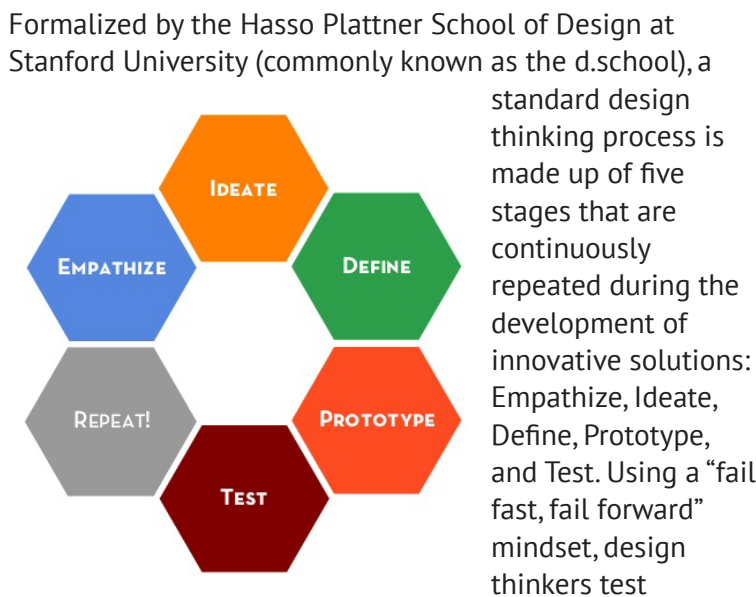 Formalized by the Hasso Plattner School of Design at
Stanford University (commonly known as the d.school), a
standard design
thinking process is
made up of five
stages that are
continuously
repeated during the
development of
innovative solutions:
Empathize, Ideate,
Define, Prototype,
and Test. Using a “fail
fast, fail forward”
mindset, design
thinkers test
IDEATE
EMPATHIZE
DEFINE
REPEAT!
PROTOTYPE
TEST